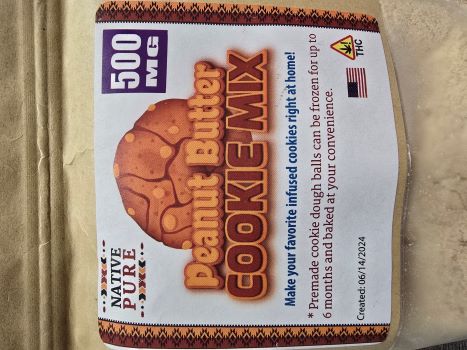 NATIVE
PURE
500
MG
Peanut Butter
COOKIE MIX
Make your favorite infused cookies right at home!
* Premade cookie dough balls can be frozen for up to
6 months and baked at your convenience.
Created: 06/14/2024
THC